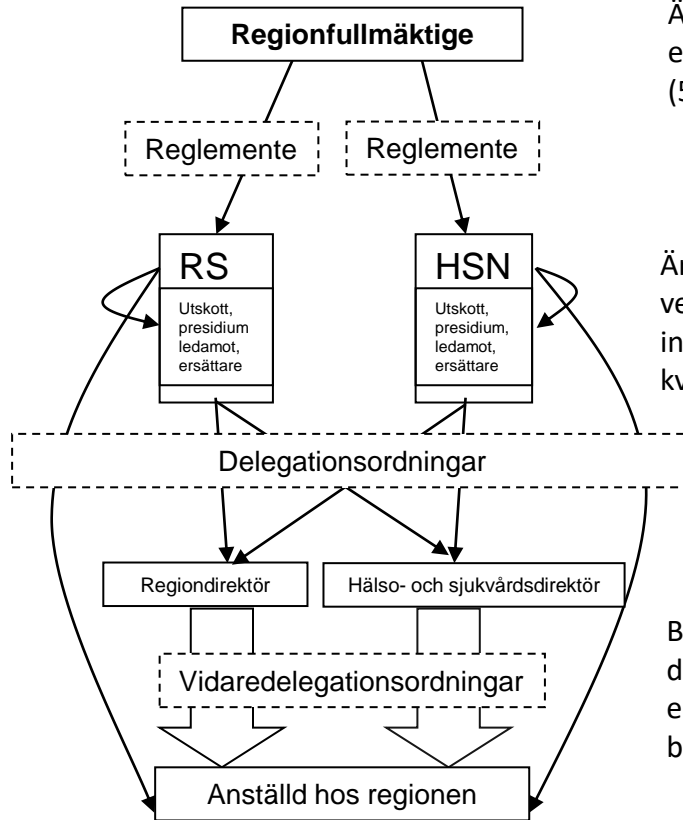 Regionfullmäktige
Reglemente
Reglemente
RS
Utskott,
presidium
ledamot,
ersättare
HSN
Utskott,
presidium,
ledamot,
ersättare
Delegationsordningar
Regiondirektör
Hälso- och sjukvårdsdirektör
Vidaredelegationsordningar
Anställd hos regionen